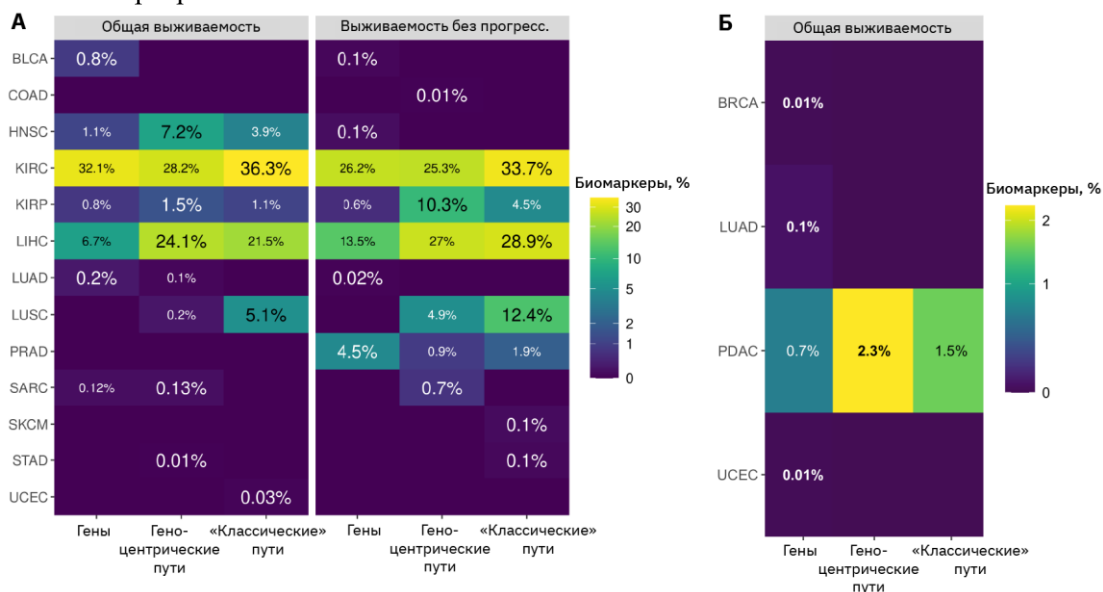 А
Общая выживаемость
Выживаемость без прогресс.
BLCA 0.8% 0.1%
COAD 0.01%
HNSC 1.1% 7.2% 3.9% 0.1%
KIRC 32.1% 28.2% 36.3% 26.2% 25.3% 33.7%
KIRP 0.8% 1.5% 1.1% 0.6% 10.3% 4.5%
LIHC 6.7% 24.1% 21.5% 13.5% 27% 28.9%
LUAD 0.2% 0.1% 0.02%
LUSC 0.2% 5.1% 4.9% 12.4%
PRAD 4.5% 0.9% 1.9%
SARC 0.12% 0.13% 0.7%
SKCM 0.1%
STAD 0.01% 0.1%
UCEC 0.03%
Гены Гено- «Классические» Гены Гено- «Классические»
центрические пути центрические пути
пути пути
Биомаркеры, %
30
20
10
5
2
1
0
Б
Общая выживаемость
BRCA 0.01%
LUAD 0.1%
PDAC 0.7% 2.3% 1.5%
UCEC 0.01%
Гены Гено- «Классические»
центрические пути
пути
Биомаркеры, %
2
1
0